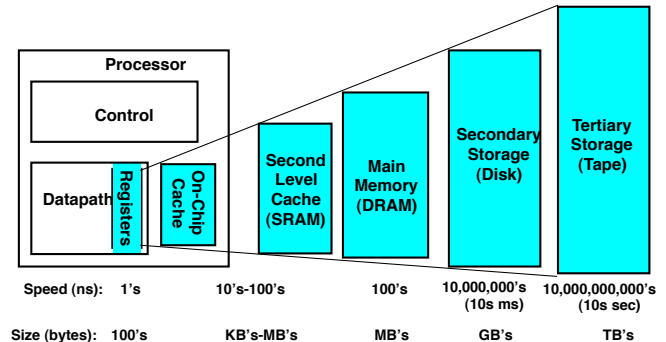 Processor
Control
Datapath
Registers
On-Chip
Cache
Second
Level
Cache
(SRAM)
Main
Memory
(DRAM)
Secondary
Storage
(Disk)
Tertiary
Storage
(Tape)
Speed (ns): 1's 10's-100's 100's 10,000,000's 10,000,000,000's
(10s ms) (10s sec)
Size (bytes): 100's KB's-MB's MB's GB's TB's